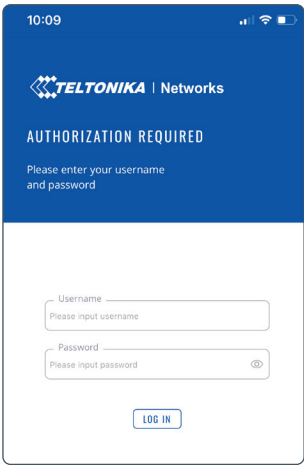 10:09
TELTONIKA | Networks
AUTHORIZATION REQUIRED
Please enter your username
and password
Username
Please input username
Password
Please input password
LOG IN